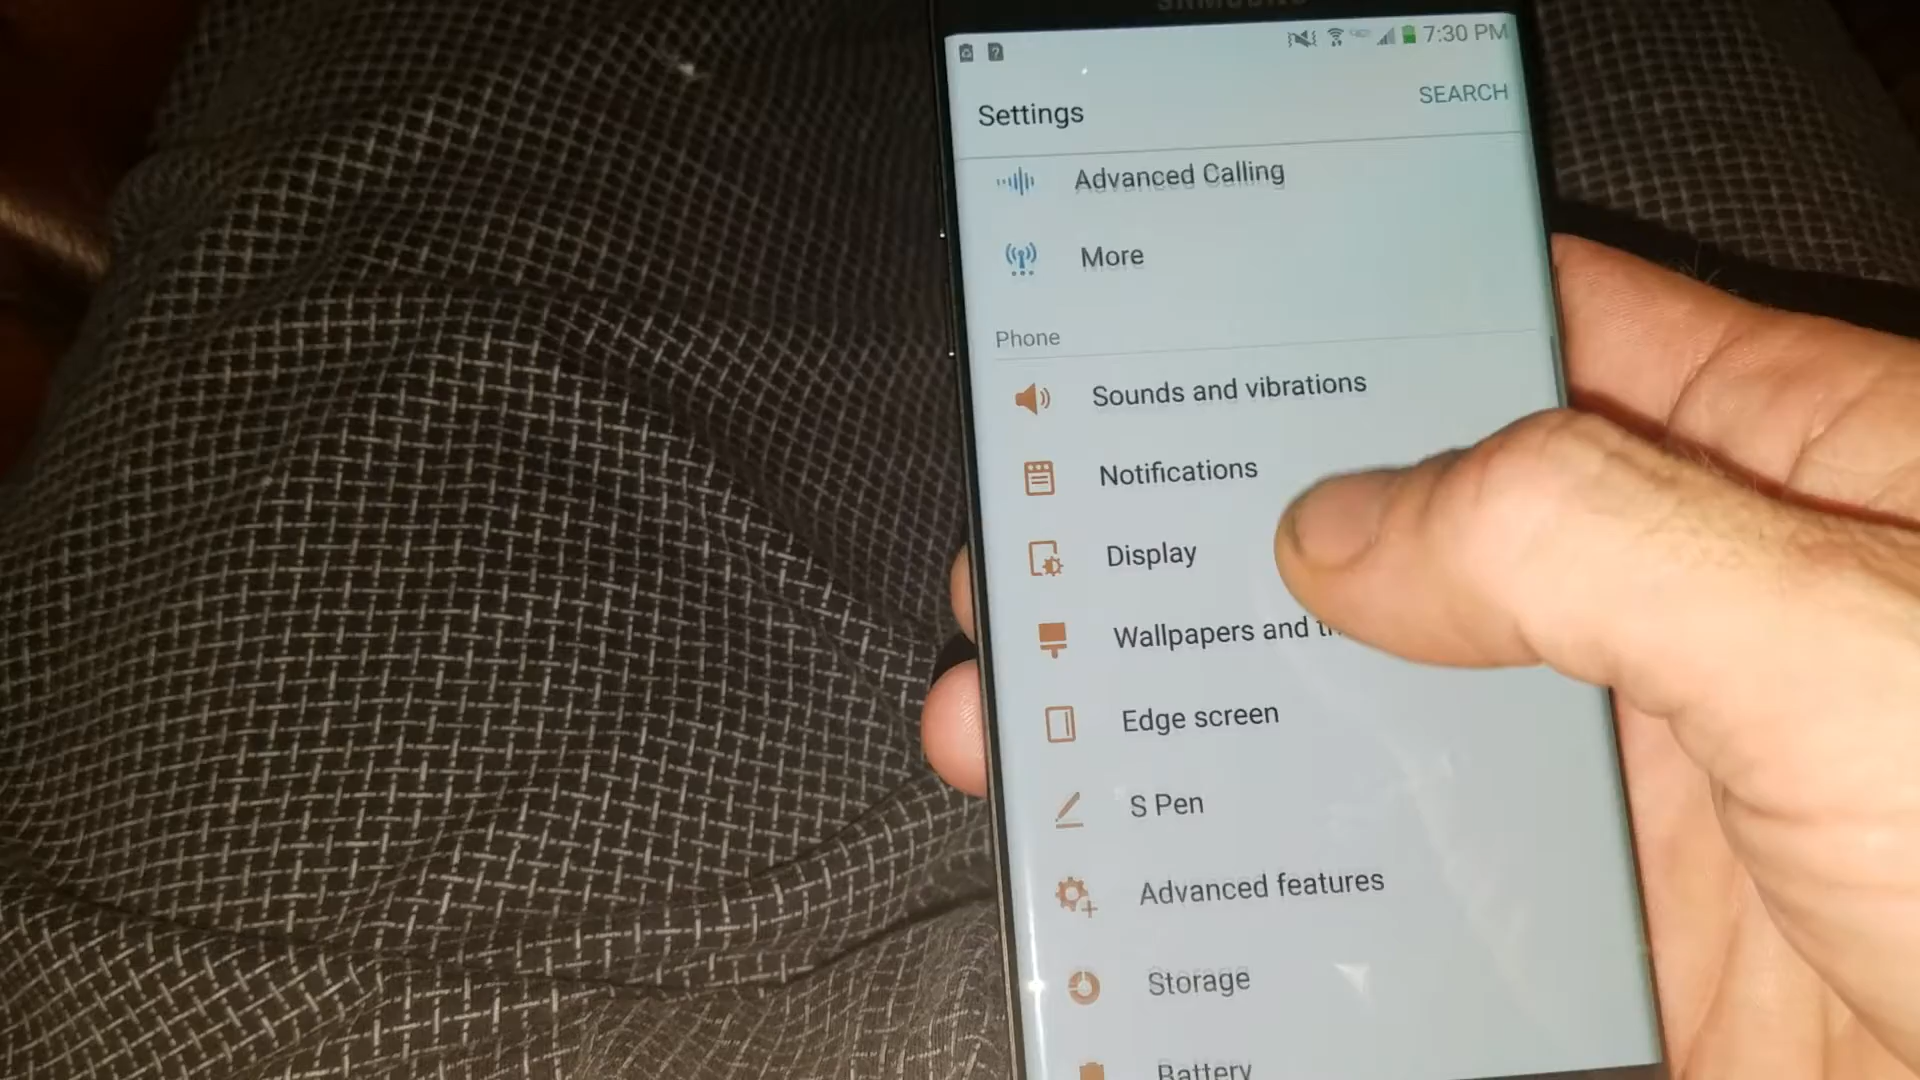 SAMSUNG
7:30 PM
Settings
SEARCH
Advanced Calling
More
Phone
Sounds and vibrations
Notifications
Display
Wallpapers and
Edge screen
S Pen
Advanced features
Storage
Battery